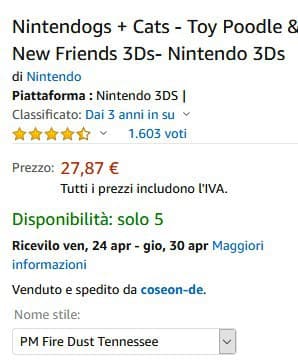 Nintendogs + Cats - Toy Poodle &
New Friends 3Ds- Nintendo 3Ds
di Nintendo
Piattaforma : Nintendo 3DS |
Classificato: Dai 3 anni in su
1.603 voti
Prezzo: 27,87 €
Tutti i prezzi includono l'IVA.
Disponibilità: solo 5
Ricevilo ven, 24 apr - gio, 30 apr Maggiori
informazioni
Venduto e spedito da coseon-de.
Nome stile:
PM Fire Dust Tennessee